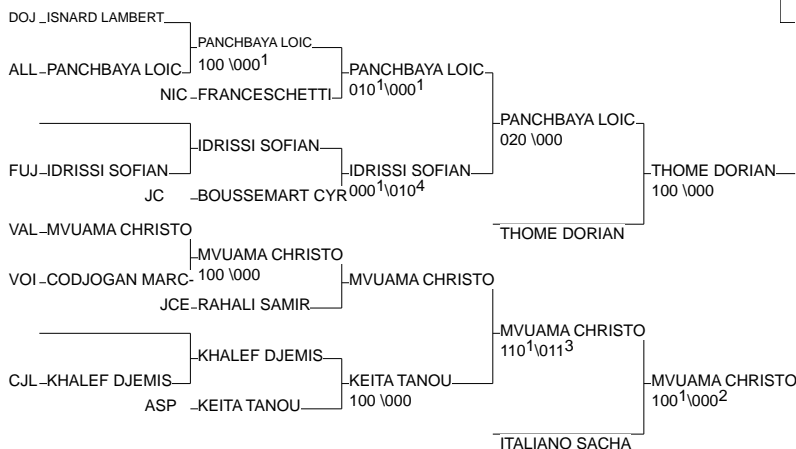 DOJ ISNARD LAMBERT
PANCHBAYA LOIC
100 \000¹
ALL PANCHBAYA LOIC
PANCHBAYA LOIC
010¹\000¹
NIC FRANCESCHETTI
PANCHBAYA LOIC
020 \000
IDRISSI SOFIAN
FUJ IDRISSI SOFIAN
IDRISSI SOFIAN
000¹\010⁴
THOME DORIAN
100 \000
JC BOUSSEMART CYR
VAL MVUAMA CHRISTO
THOME DORIAN
MVUAMA CHRISTO
100 \000
VOI CODJOGAN MARC-
MVUAMA CHRISTO
JCE RAHALI SAMIR
MVUAMA CHRISTO
110¹\011³
KHALEF DJEMIS
CJL KHALEF DJEMIS
KEITA TANOU
100 \000
MVUAMA CHRISTO
100¹\000²
ASP KEITA TANOU
ITALIANO SACHA